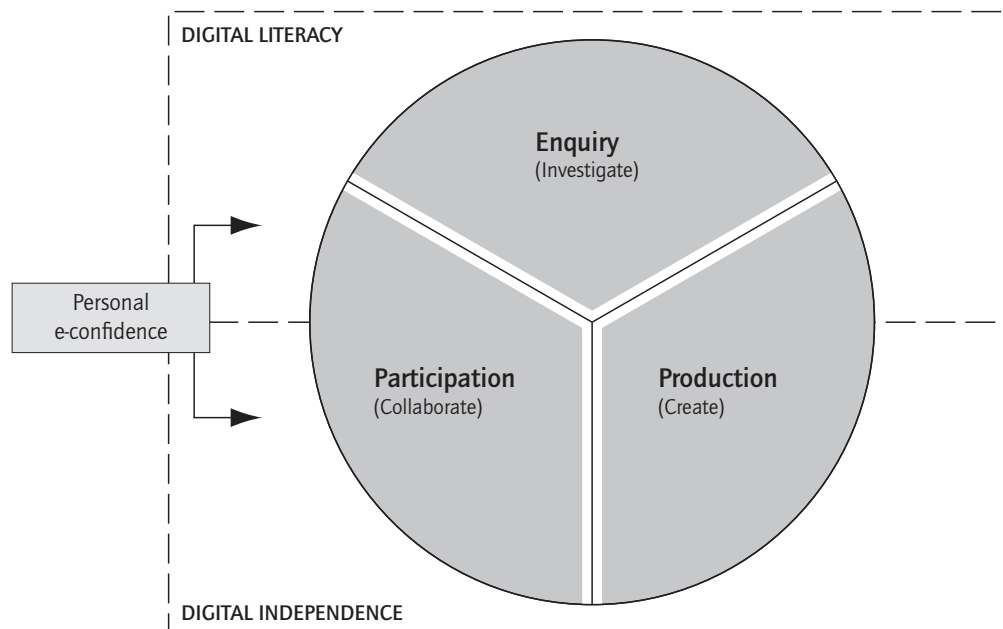 DIGITAL LITERACY
Enquiry
(Investigate)
Personal
e-confidence
Participation
(Collaborate)
Production
(Create)
DIGITAL INDEPENDENCE